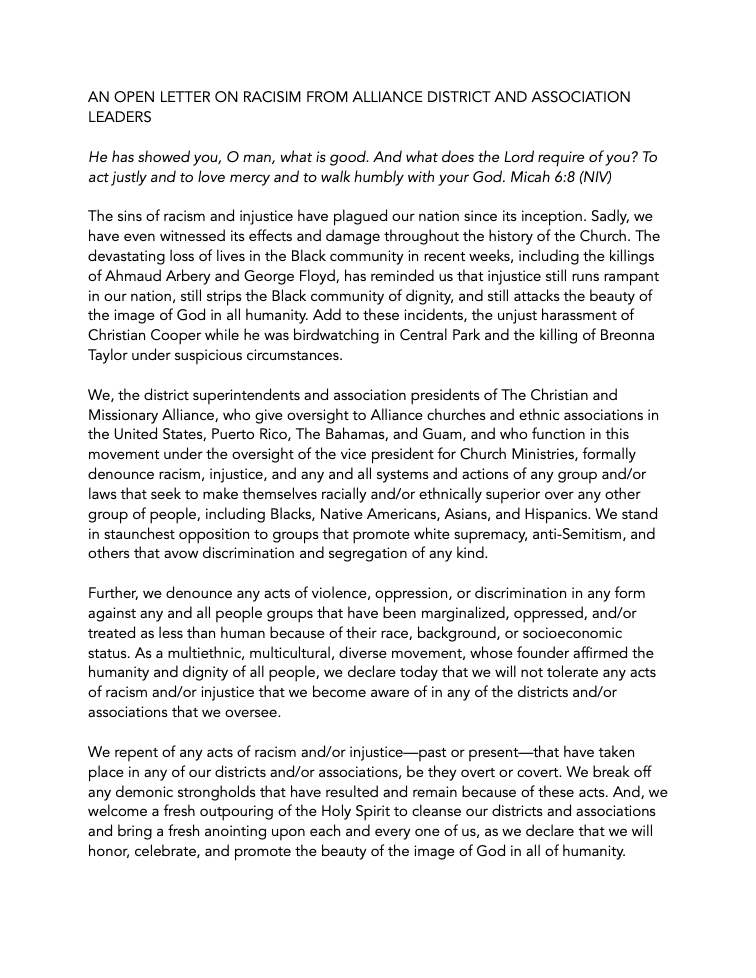 AN OPEN LETTER ON RACISIM FROM ALLIANCE DISTRICT AND ASSOCIATION
LEADERS
He has showed you, O man, what is good. And what does the Lord require of you? To
act justly and to love mercy and to walk humbly with your God. Micah 6:8 (NIV)
The sins of racism and injustice have plagued our nation since its inception. Sadly, we
have even witnessed its effects and damage throughout the history of the Church. The
devastating loss of lives in the Black community in recent weeks, including the killings
of Ahmaud Arbery and George Floyd, has reminded us that injustice still runs rampant
in our nation, still strips the Black community of dignity, and still attacks the beauty of
the image of God in all humanity. Add to these incidents, the unjust harassment of
Christian Cooper while he was birdwatching in Central Park and the killing of Breonna
Taylor under suspicious circumstances.
We, the district superintendents and association presidents of The Christian and
Missionary Alliance, who give oversight to Alliance churches and ethnic associations in
the United States, Puerto Rico, The Bahamas, and Guam, and who function in this
movement under the oversight of the vice president for Church Ministries, formally
denounce racism, injustice, and any and all systems and actions of any group and/or
laws that seek to make themselves racially and/or ethnically superior over any other
group of people, including Blacks, Native Americans, Asians, and Hispanics. We stand
in staunchest opposition to groups that promote white supremacy, anti-Semitism, and
others that avow discrimination and segregation of any kind.
Further, we denounce any acts of violence, oppression, or discrimination in any form
against any and all people groups that have been marginalized, oppressed, and/or
treated as less than human because of their race, background, or socioeconomic
status. As a multiethnic, multicultural, diverse movement, whose founder affirmed the
humanity and dignity of all people, we declare today that we will not tolerate any acts
of racism and/or injustice that we become aware of in any of the districts and/or
associations that we oversee.
We repent of any acts of racism and/or injustice—past or present—that have taken
place in any of our districts and/or associations, be they overt or covert. We break off
any demonic strongholds that have resulted and remain because of these acts. And, we
welcome a fresh outpouring of the Holy Spirit to cleanse our districts and associations
and bring a fresh anointing upon each and every one of us, as we declare that we will
honor, celebrate, and promote the beauty of the image of God in all of humanity.